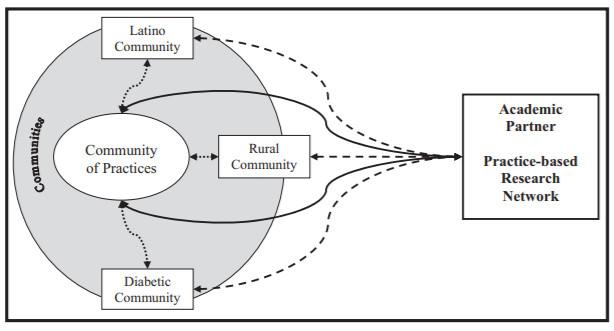 Latino
Community
Communities
Community
of Practices
Rural
Community
Diabetic
Community
Academic
Partner
Practice-based
Research
Network